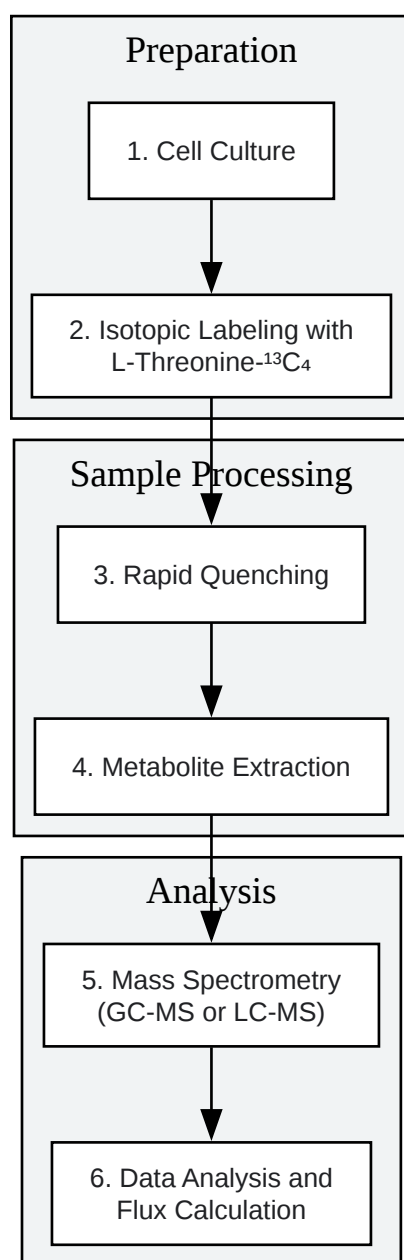 Preparation
1. Cell Culture
2. Isotopic Labeling with
L-Threonine-¹³C₄
Sample Processing
3. Rapid Quenching
4. Metabolite Extraction
Analysis
5. Mass Spectrometry
(GC-MS or LC-MS)
6. Data Analysis and
Flux Calculation